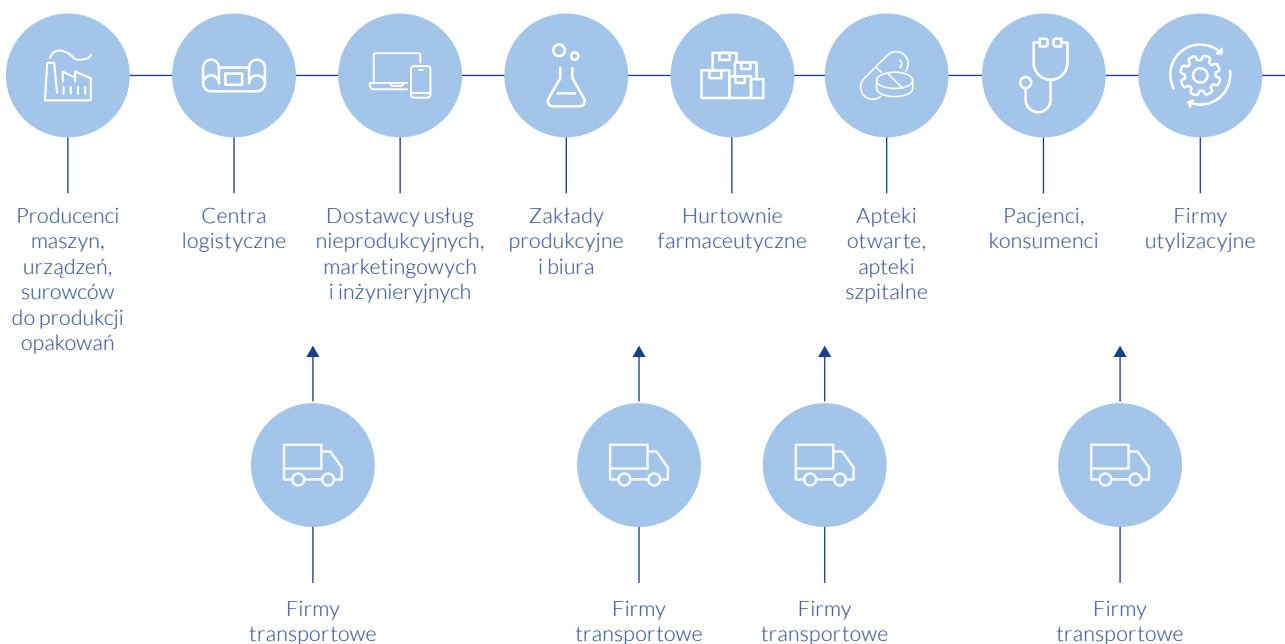 Producenci
maszyn,
urządzeń,
surowców
do produkcji
opakowań
Centra
logistyczne
Dostawcy usług
nieprodukcyjnych,
marketingowych
i inżynieryjnych
Zakłady
produkcyjne
i biura
Hurtownie
farmaceutyczne
Apteki
otwarte,
apteki
szpitalne
Pacjenci,
konsumenci
Firmy
utylizacyjne
Firmy
transportowe
Firmy
transportowe
Firmy
transportowe
Firmy
transportowe